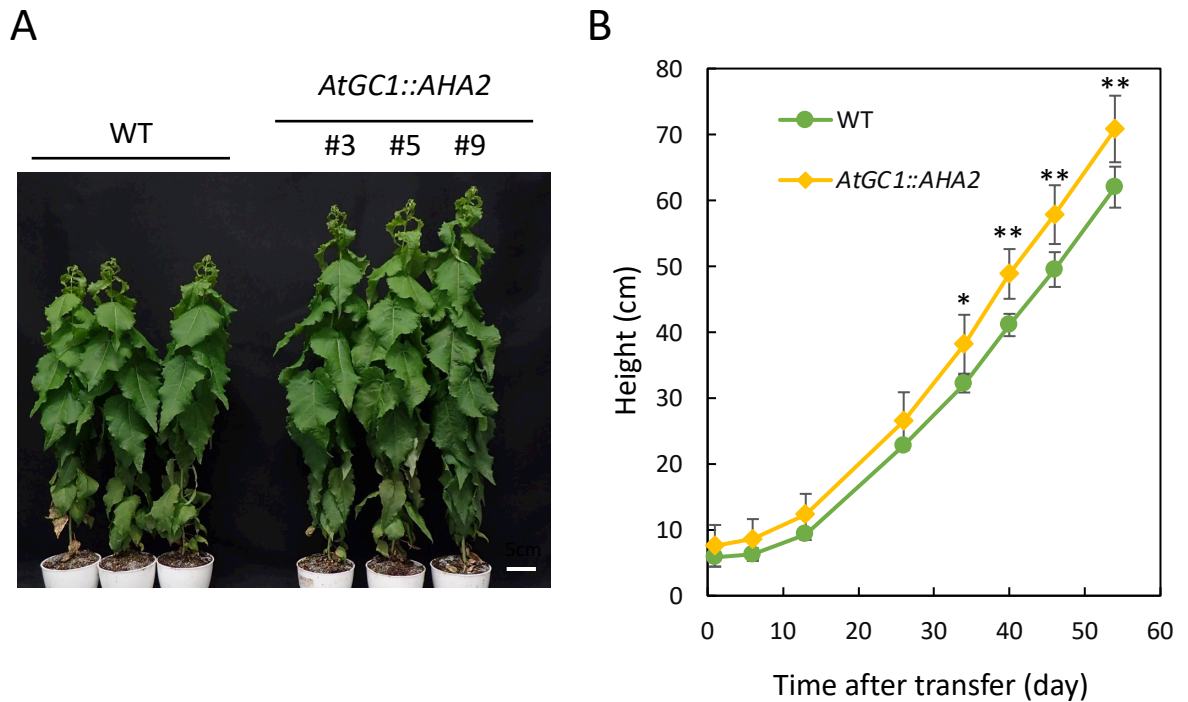 A
WT
AtGC1::AHA2
#3 #5 #9
5cm
B
Height (cm)
80
70
60
50
40
30
20
10
0
WT
AtGC1::AHA2
*
**
**
**
0 10 20 30 40 50 60
Time after transfer (day)